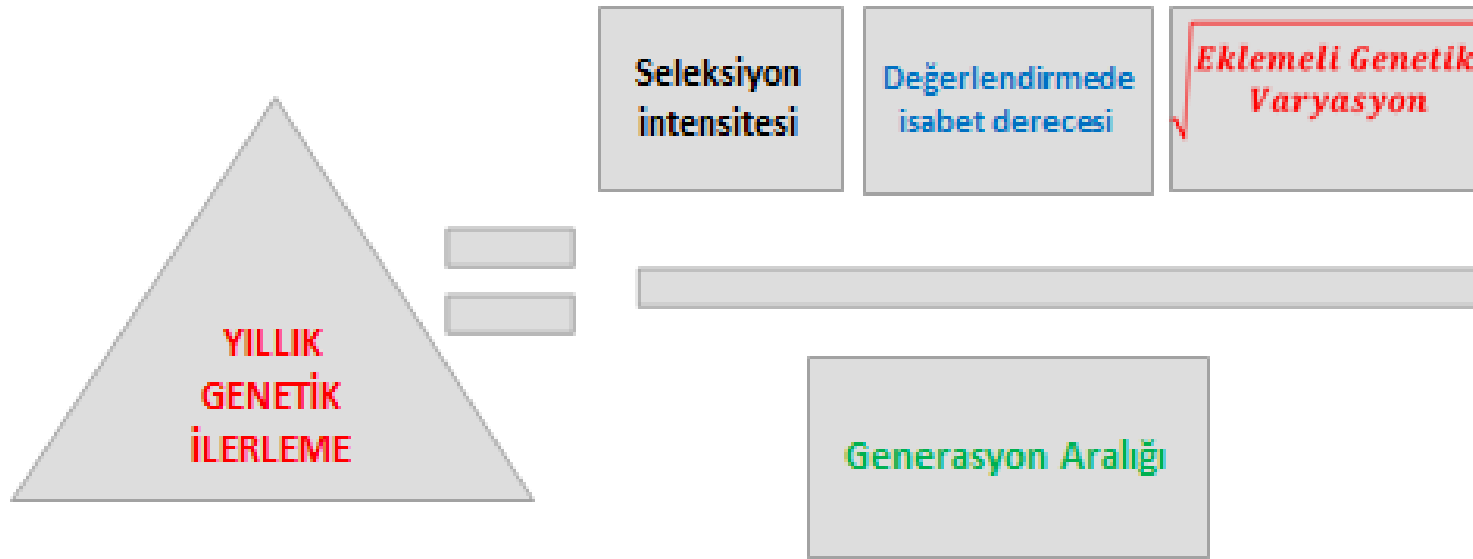 Seleksiyon
intensitesi
Değerlendirmede
isabet derecesi
Eklemeli Genetik
Varyasyon
YILLIK
GENETİK
İLERLEME
Generasyon Aralığı